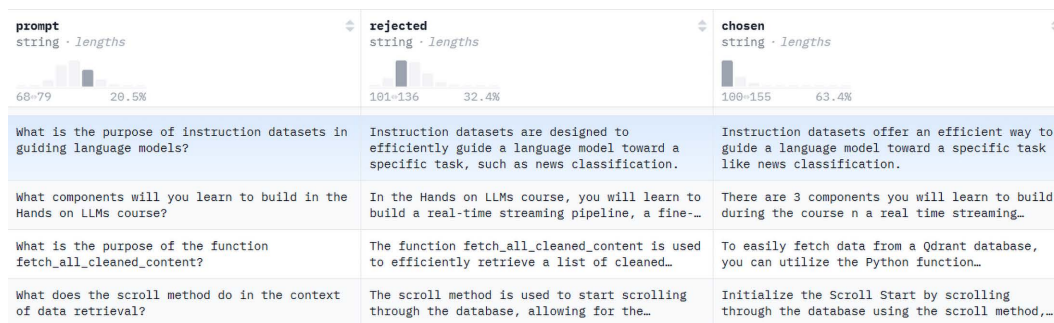 prompt
string · lengths
68↔79 20.5%
rejected
string · lengths
101↔136 32.4%
chosen
string · lengths
100↔155 63.4%
What is the purpose of instruction datasets in
guiding language models?
Instruction datasets are designed to
efficiently guide a language model toward a
specific task, such as news classification.
Instruction datasets offer an efficient way to
guide a language model toward a specific task
like news classification.
What components will you learn to build in the
Hands on LLMs course?
In the Hands on LLMs course, you will learn to
build a real-time streaming pipeline, a fine-…
There are 3 components you will learn to build
during the course n a real time streaming…
What is the purpose of the function
fetch_all_cleaned_content?
The function fetch_all_cleaned_content is used
to efficiently retrieve a list of cleaned…
To easily fetch data from a Qdrant database,
you can utilize the Python function…
What does the scroll method do in the context
of data retrieval?
The scroll method is used to start scrolling
through the database, allowing for the…
Initialize the Scroll Start by scrolling
through the database using the scroll method,…